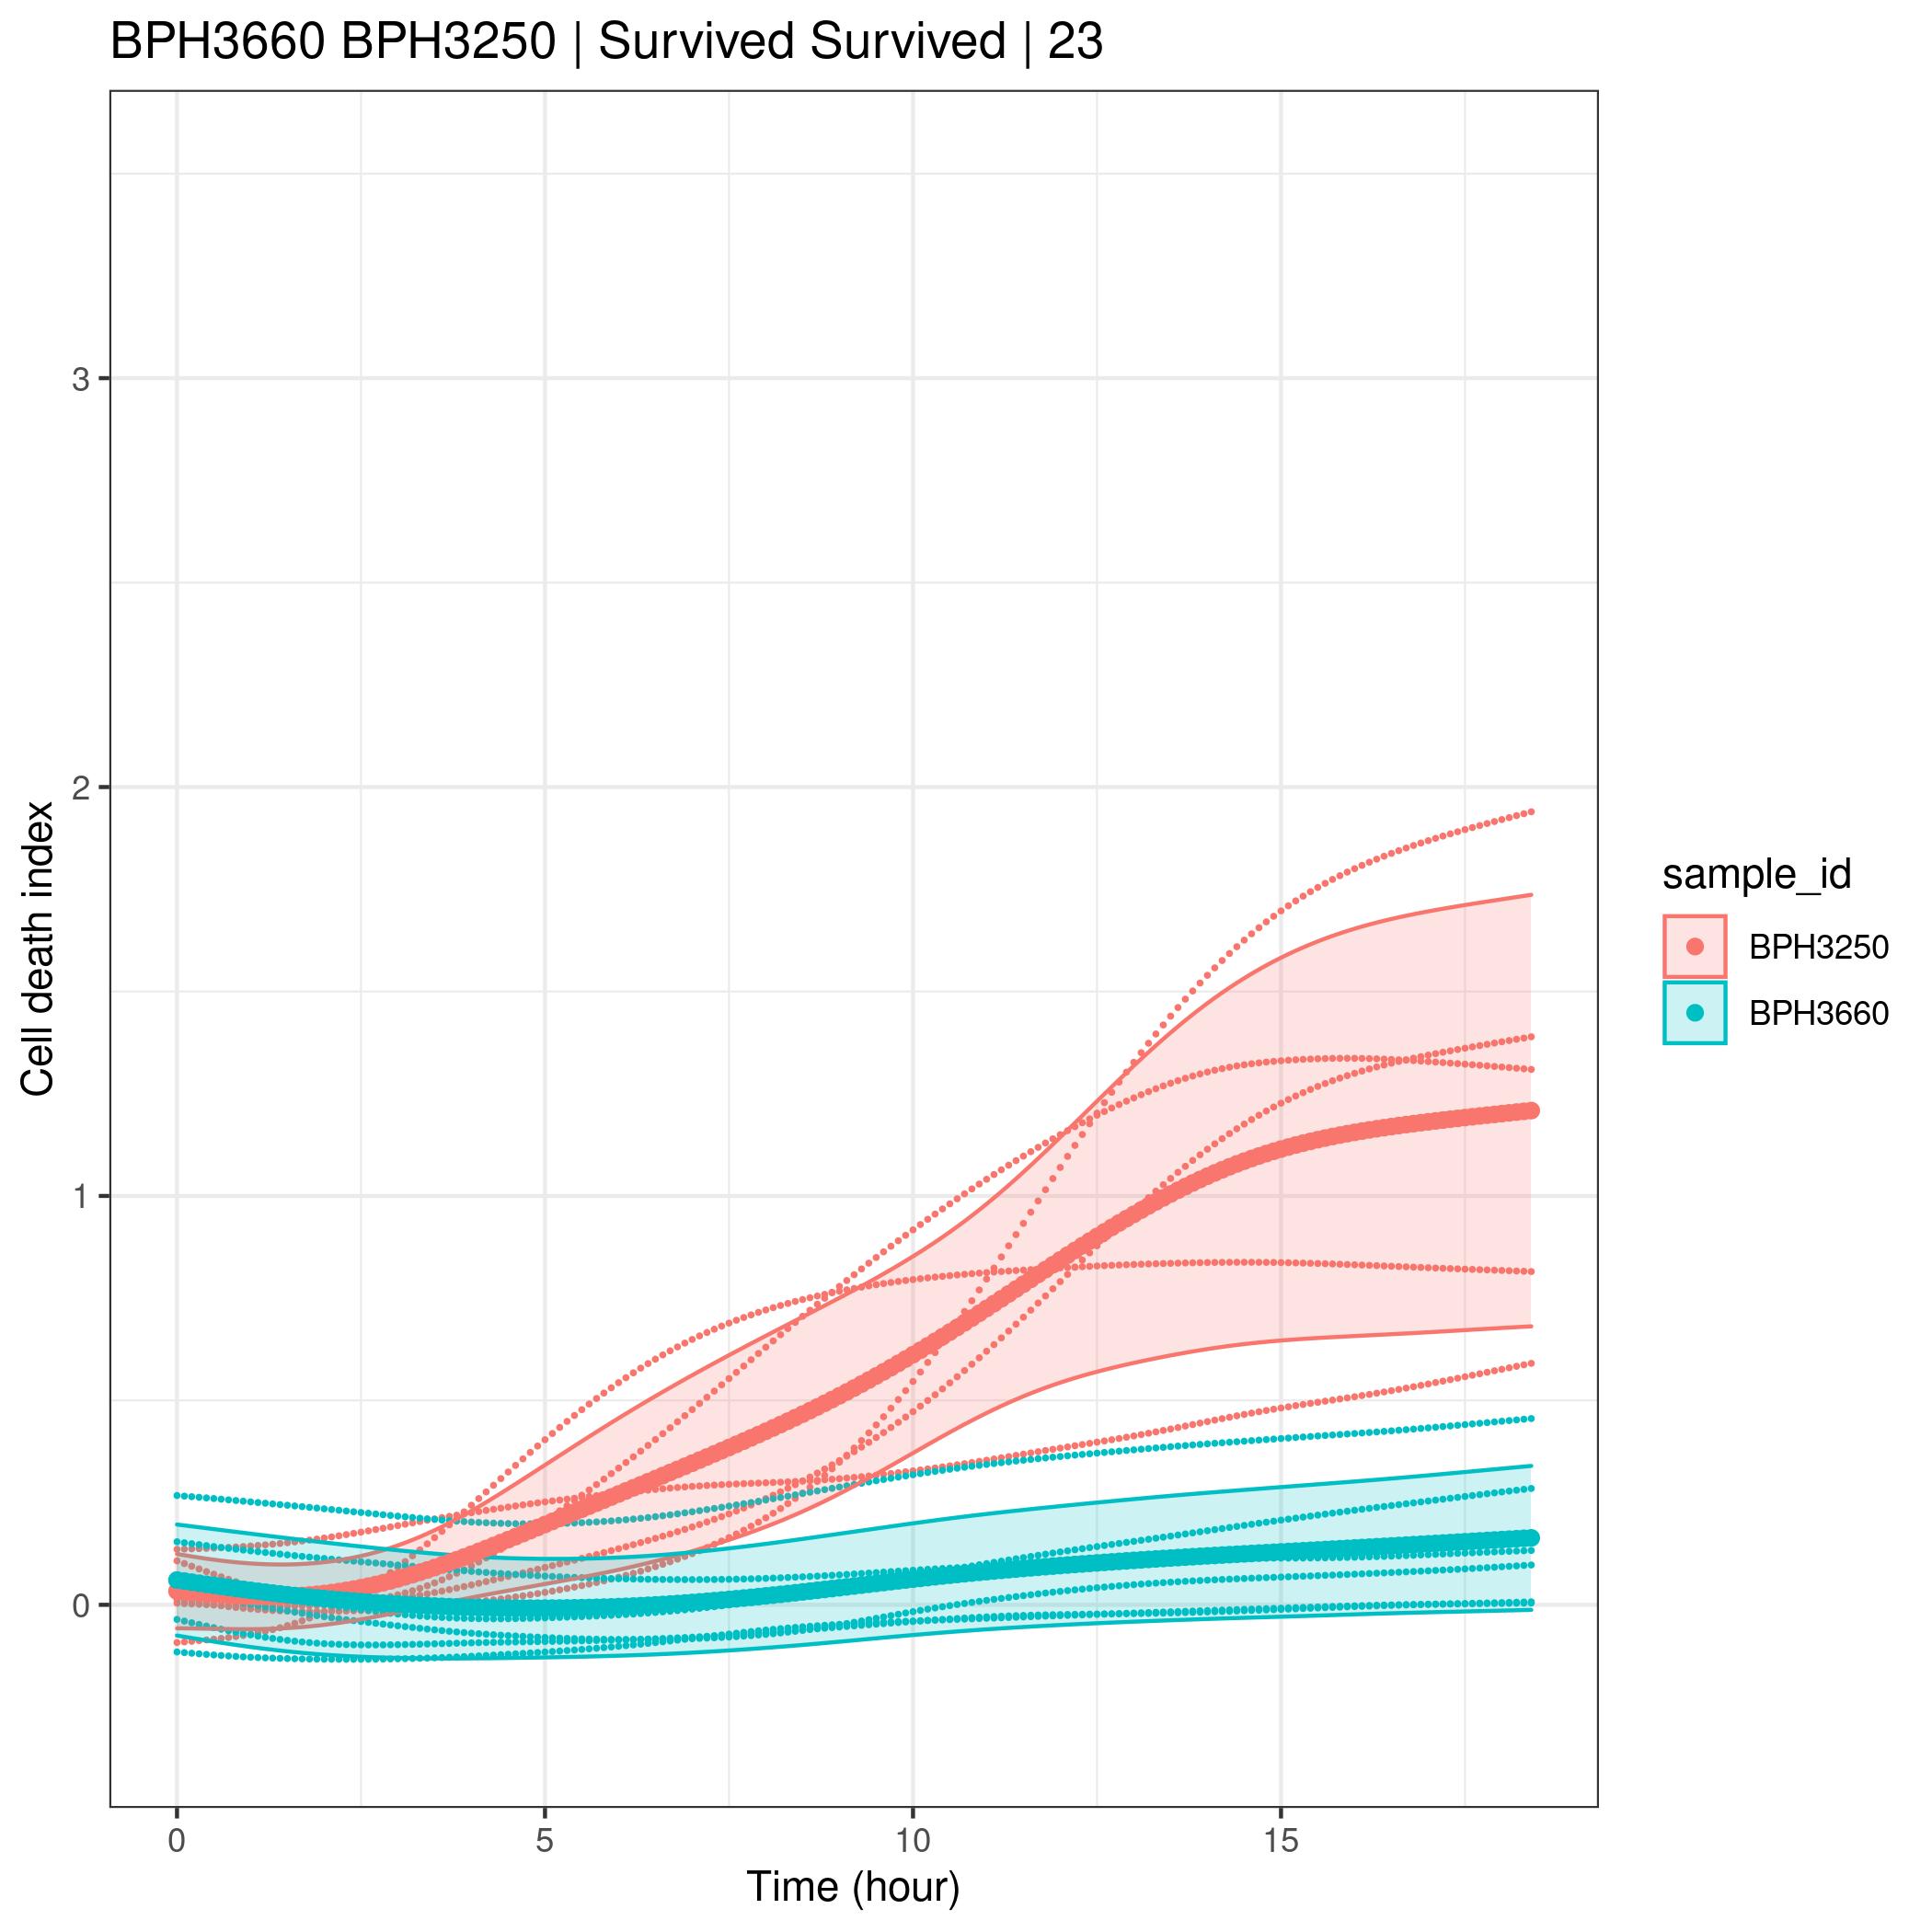 BPH3660 BPH3250 | Survived Survived | 23
3
2
1
0
Cell death index
0 5 10 15
Time (hour)
sample_id
BPH3250
BPH3660